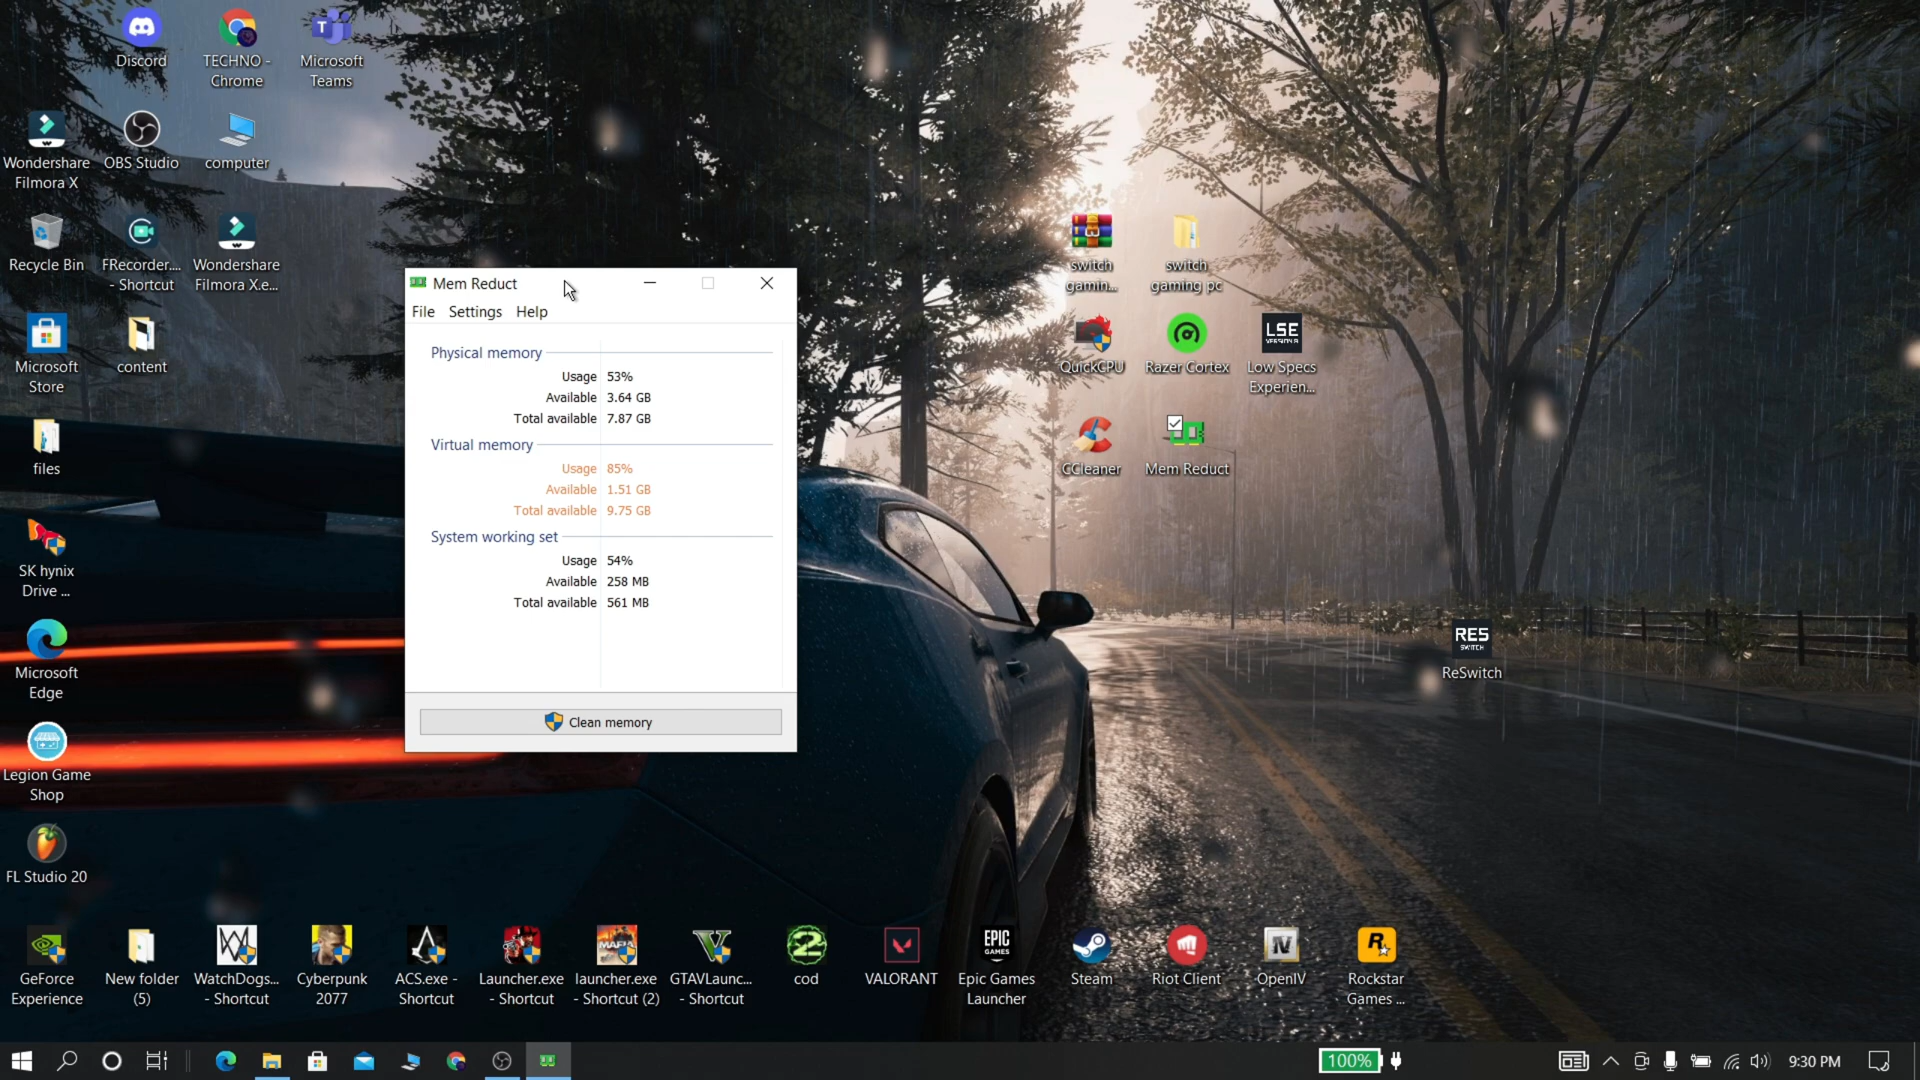 Discord
TECHNO -
Chrome
Microsoft
Teams
Wondershare
Filmora X
OBS Studio
computer
Recycle Bin
FRecorder....
- Shortcut
Wondershare
Filmora X.e...
Microsoft
Store
content
files
SK hynix
Drive ...
Microsoft
Edge
Legion Game
Shop
FL Studio 20
Mem Reduct
File Settings Help
Physical memory
Usage 53%
Available 3.64 GB
Total available 7.87 GB
Virtual memory
Usage 85%
Available 1.51 GB
Total available 9.75 GB
System working set
Usage 54%
Available 258 MB
Total available 561 MB
Clean memory
switch
gamin...
switch
gaming pc
QuickCPU
Razer Cortex
LSE
Low Specs
Experien...
CCleaner
Mem Reduct
RES
SWITCH
ReSwitch
GeForce
Experience
New folder
(5)
WatchDogs...
- Shortcut
Cyberpunk
2077
ACS.exe -
Shortcut
Launcher.exe
- Shortcut
MAFIA
launcher.exe
- Shortcut (2)
GTAVLaunc...
- Shortcut
2
cod
VALORANT
EPIC
GAMES
Epic Games
Launcher
Steam
Riot Client
IV
OpenIV
R
Rockstar
Games ...
100%
9:30 PM